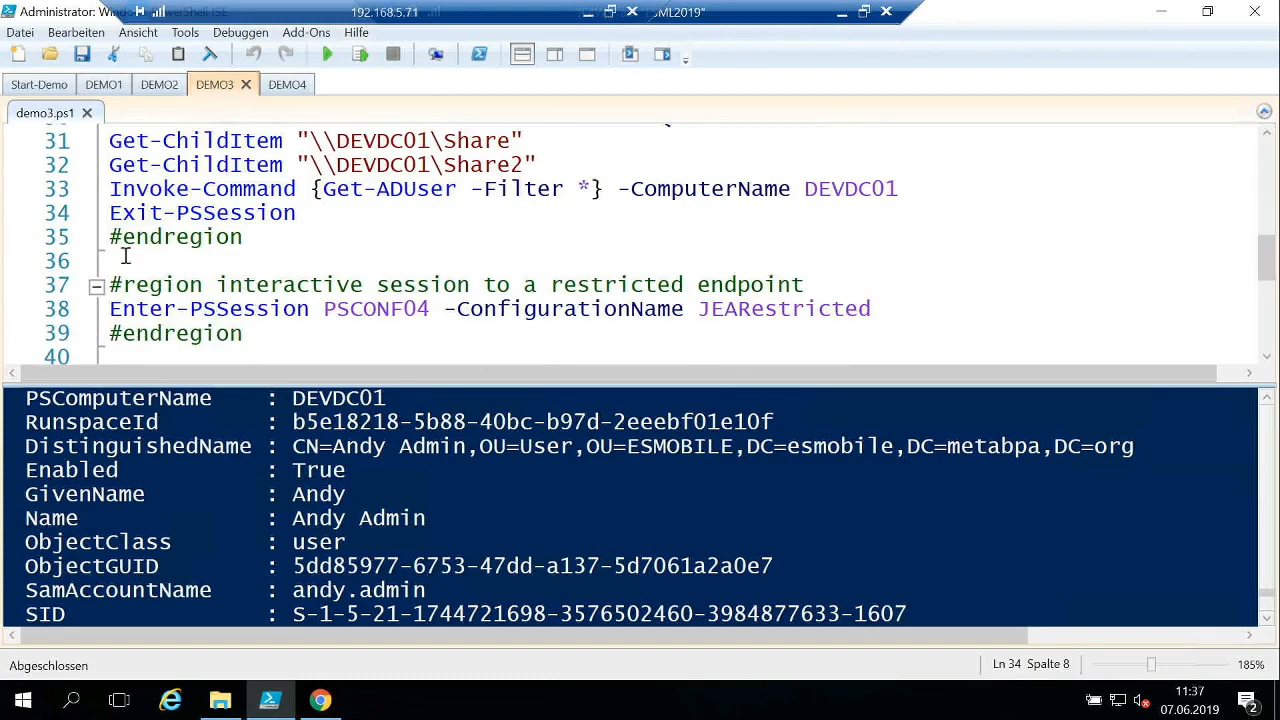 Administrator: Windo PowerShell ISE
192.168.5.71
SML2019"
Datei Bearbeiten Ansicht Tools Debuggen Add-Ons Hilfe
Start-Demo DEMO1 DEMO2 DEMO3 DEMO4
demo3.ps1
31 Get-ChildItem "\\DEVDC01\Share"
32 Get-ChildItem "\\DEVDC01\Share2"
33 Invoke-Command {Get-ADUser -Filter *} -ComputerName DEVDC01
34 Exit-PSSession
35 #endregion
36
37 #region interactive session to a restricted endpoint
38 Enter-PSSession PSCONF04 -ConfigurationName JEARestricted
39 #endregion
40
PSComputerName : DEVDC01
RunspaceId : b5e18218-5b88-40bc-b97d-2eeebf01e10f
DistinguishedName : CN=Andy Admin,OU=User,OU=ESMOBILE,DC=esmobile,DC=metabpa,DC=org
Enabled : True
GivenName : Andy
Name : Andy Admin
ObjectClass : user
ObjectGUID : 5dd85977-6753-47dd-a137-5d7061a2a0e7
SamAccountName : andy.admin
SID : S-1-5-21-1744721698-3576502460-3984877633-1607
Abgeschlossen
Ln 34 Spalte 8
185%
11:37
07.06.2019
2